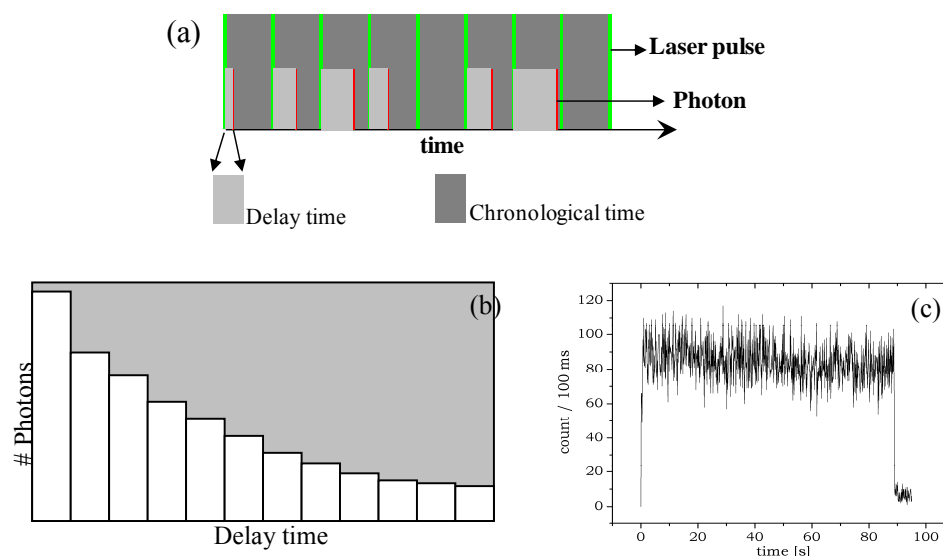 (a)
Laser pulse
Photon
time
Delay time
Chronological time
(b)
# Photons
Delay time
(c)
count / 100 ms
120
100
80
60
40
20
0
0 20 40 60 80 100
time [s]